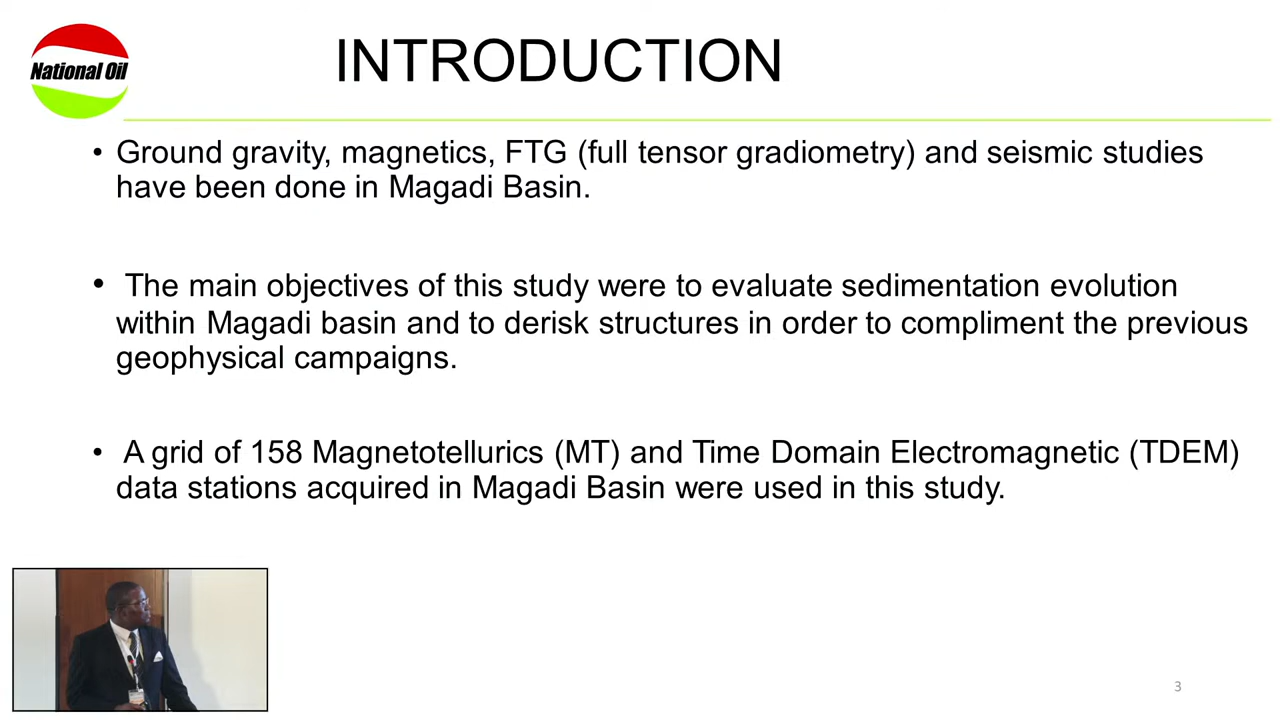 National Oil
INTRODUCTION
• Ground gravity, magnetics, FTG (full tensor gradiometry) and seismic studies
have been done in Magadi Basin.
• The main objectives of this study were to evaluate sedimentation evolution
within Magadi basin and to derisk structures in order to compliment the previous
geophysical campaigns.
• A grid of 158 Magnetotellurics (MT) and Time Domain Electromagnetic (TDEM)
data stations acquired in Magadi Basin were used in this study.
3